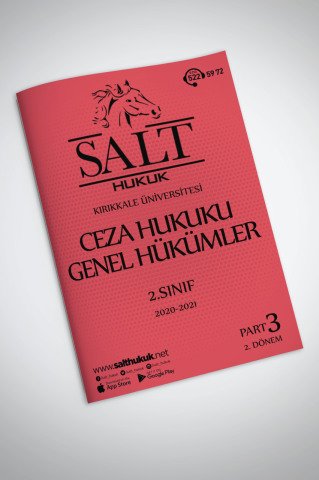 522 59 72
SALT
HUKUK
KIRIKKALE ÜNİVERSİTESİ
CEZA HUKUKU
GENEL HÜKÜMLER
2.SINIF
2020-2021
PART 3
2. DÖNEM
www.salthukuk.net
App Store
Google Play